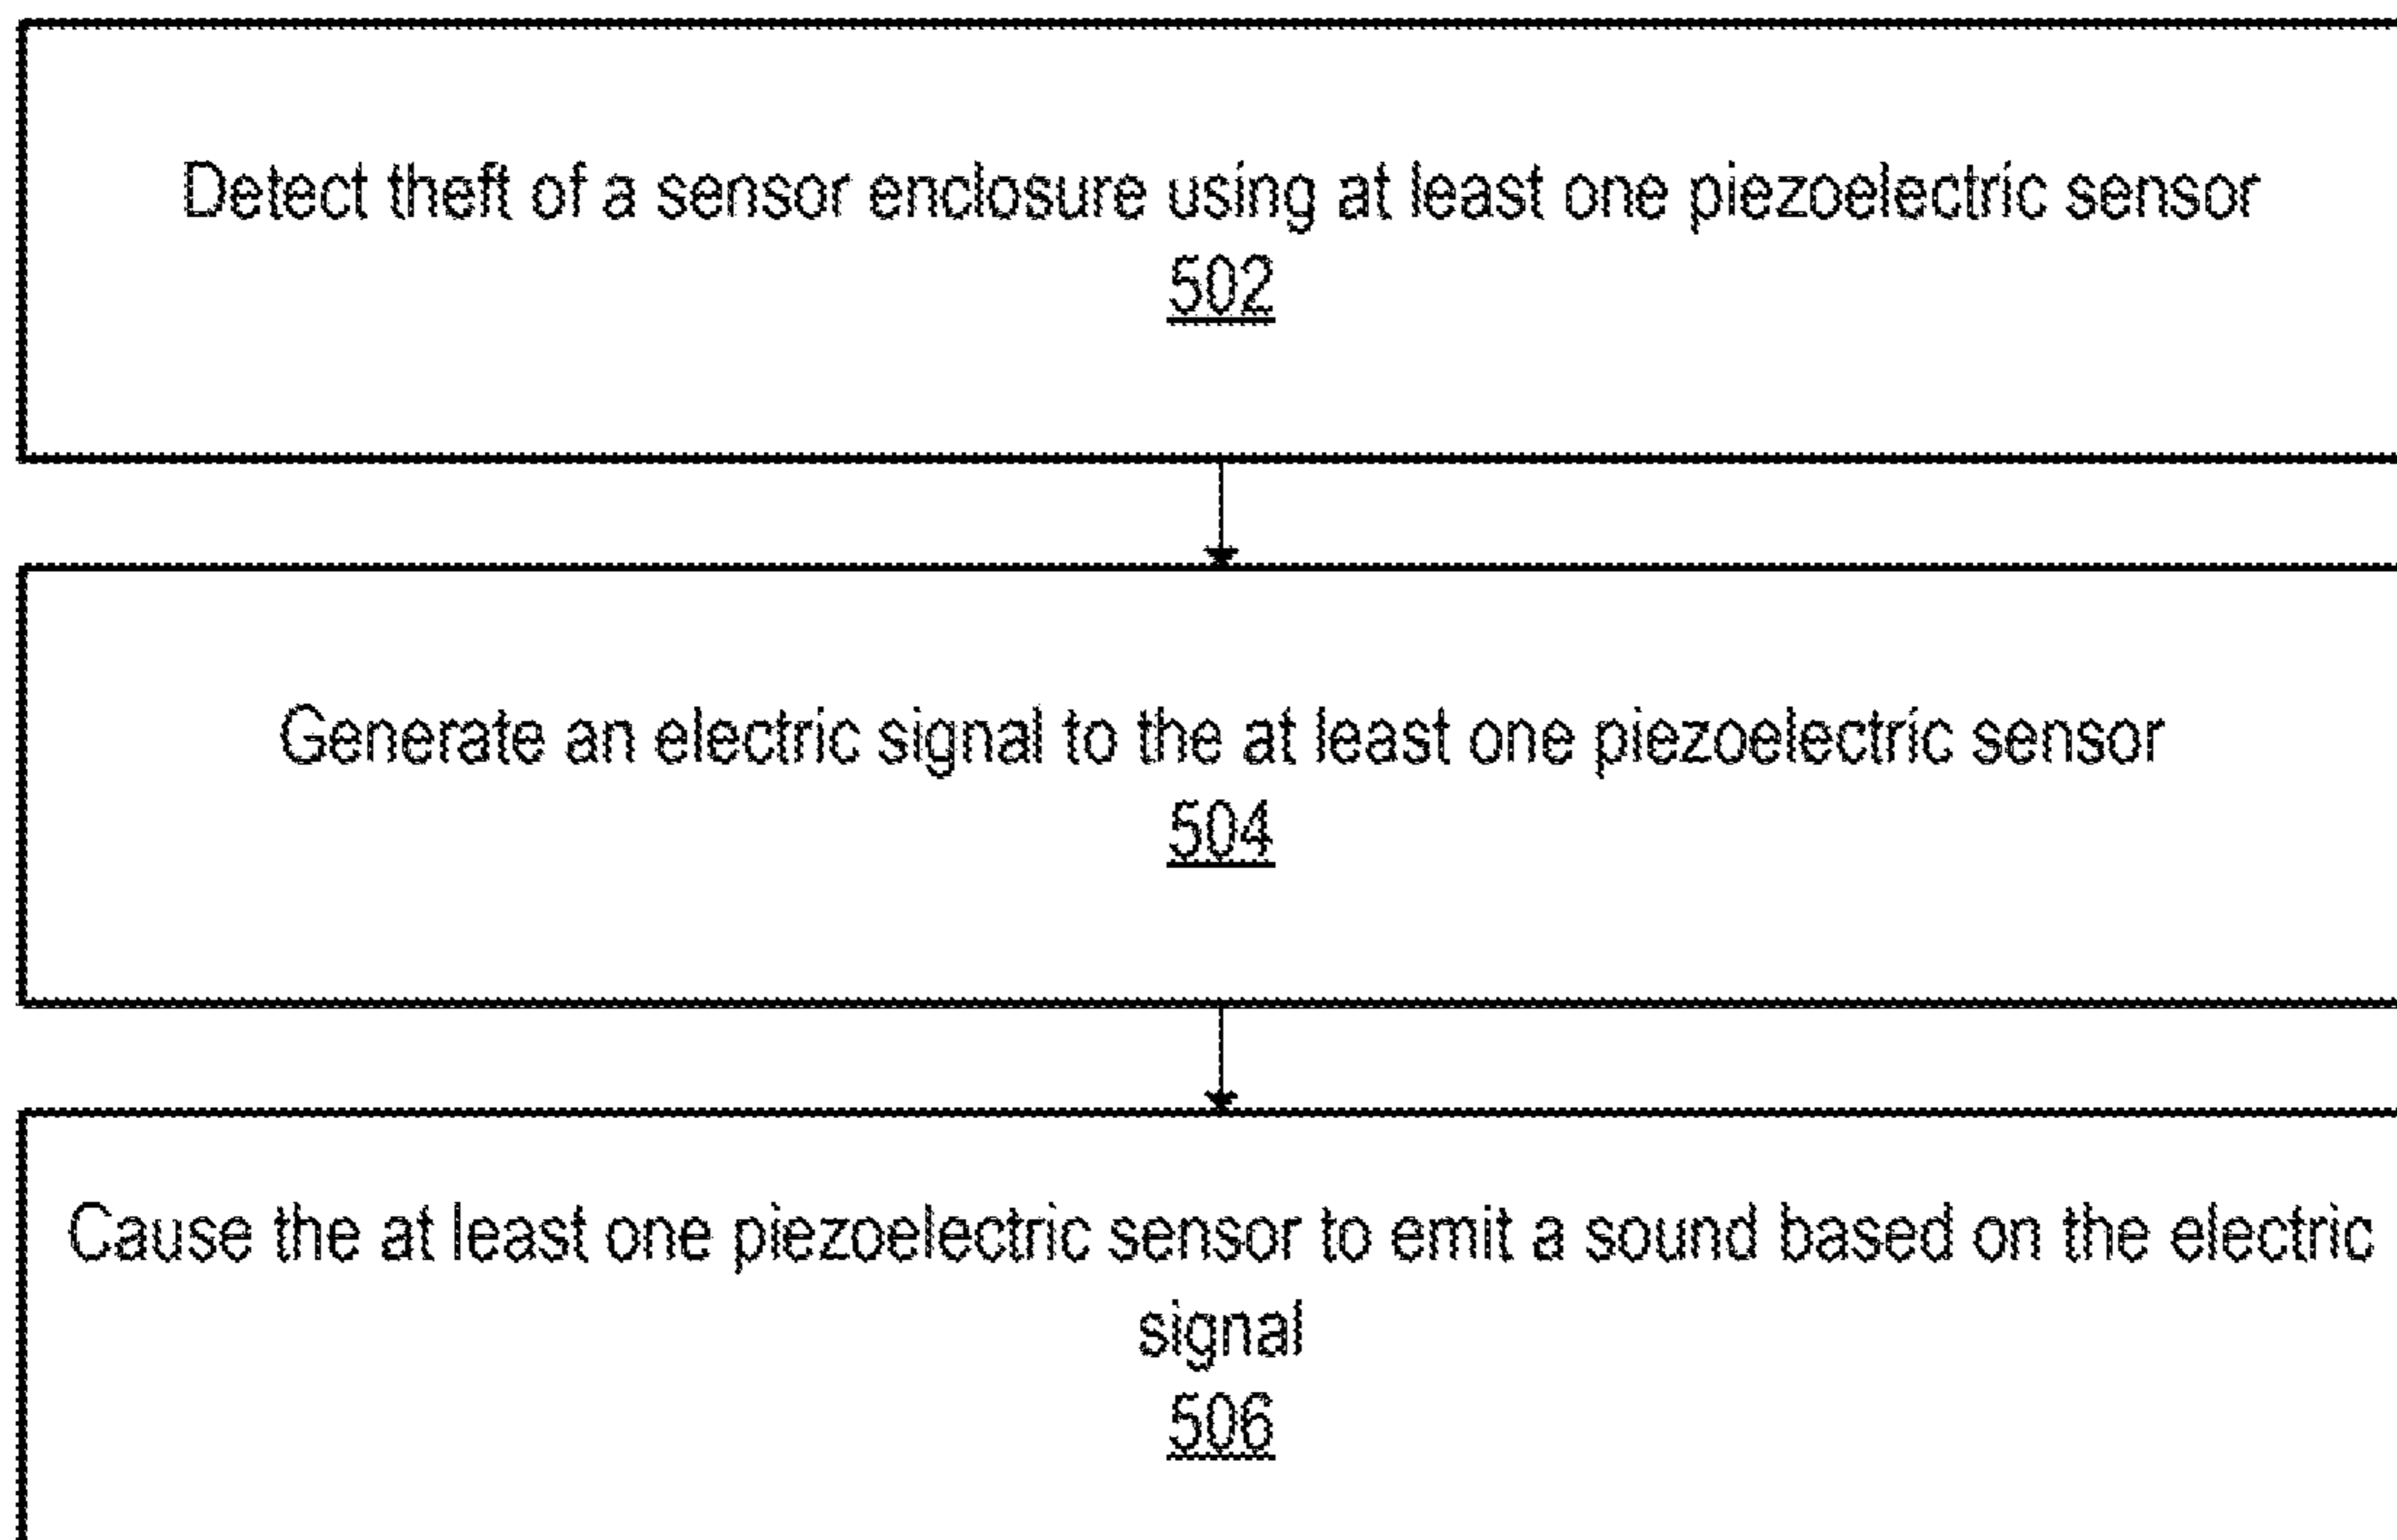 Detect theft of a sensor enclosure using at least one piezoelectric sensor
502
Generate an electric signal to the at least one piezoelectric sensor
504
Cause the at least one piezoelectric sensor to emit a sound based on the electric
signal
506